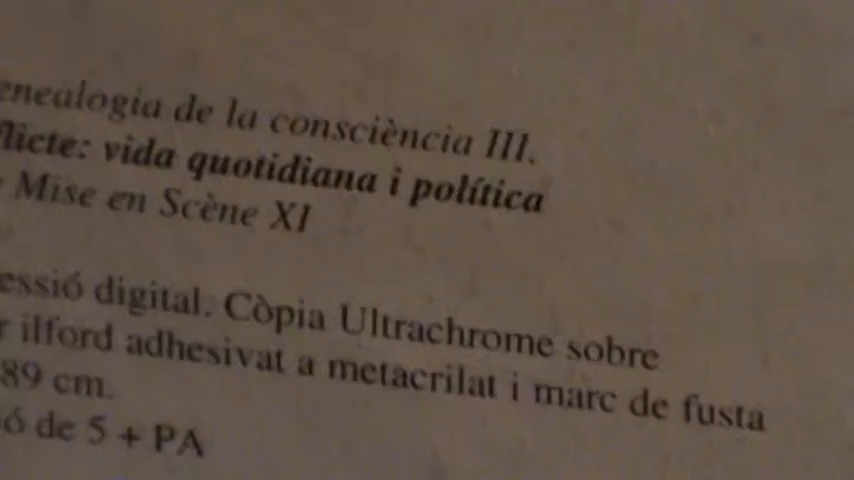 enealogia de la consciència III.
flicte: vida quotidiana i política
Mise en Scène XI
essió digital. Còpia Ultrachrome sobre
r ilford adhesivat a metacrilat i marc de fusta
89 cm.
ó de 5 + PA